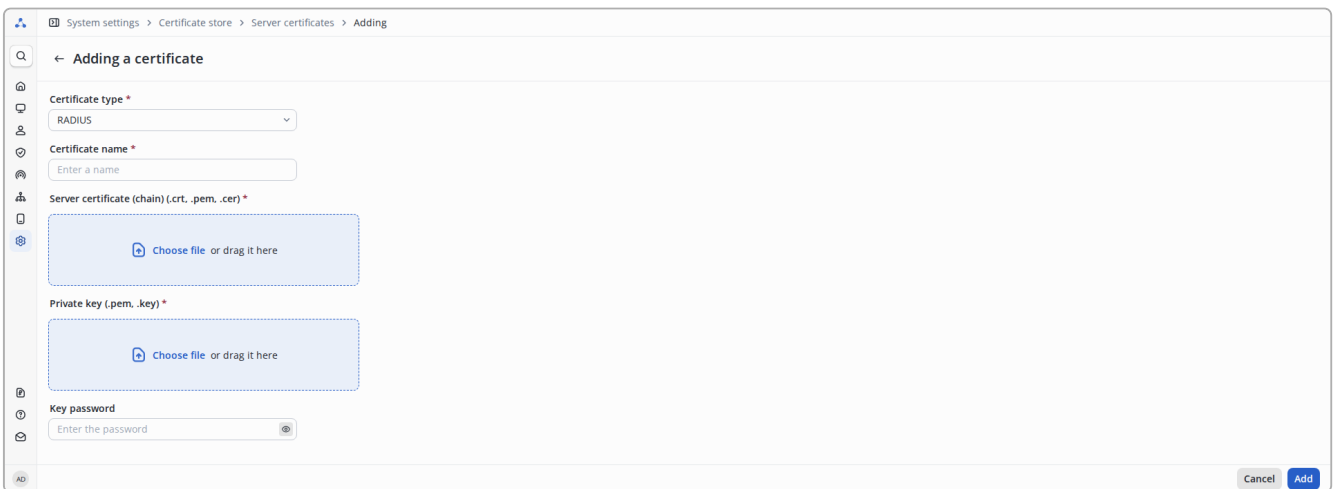 System settings > Certificate store > Server certificates > Adding
← Adding a certificate
Certificate type *
RADIUS
Certificate name *
Enter a name
Server certificate (chain) (.crt, .pem, .cer) *
Choose file or drag it here
Private key (.pem, .key) *
Choose file or drag it here
Key password
Enter the password
AD
Cancel Add